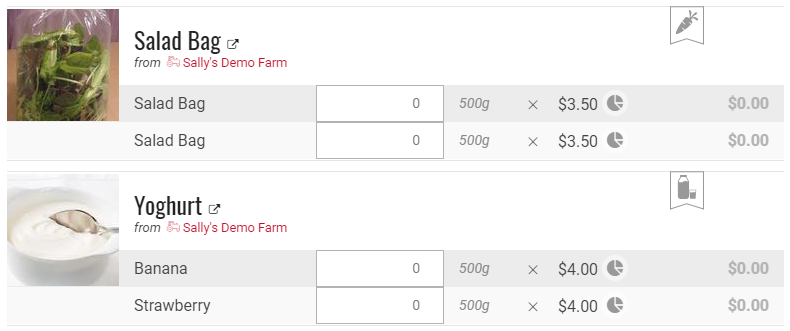 Salad Bag
from Sally's Demo Farm
Salad Bag 0 500g × $3.50 $0.00
Salad Bag 0 500g × $3.50 $0.00
Yoghurt
from Sally's Demo Farm
Banana 0 500g × $4.00 $0.00
Strawberry 0 500g × $4.00 $0.00